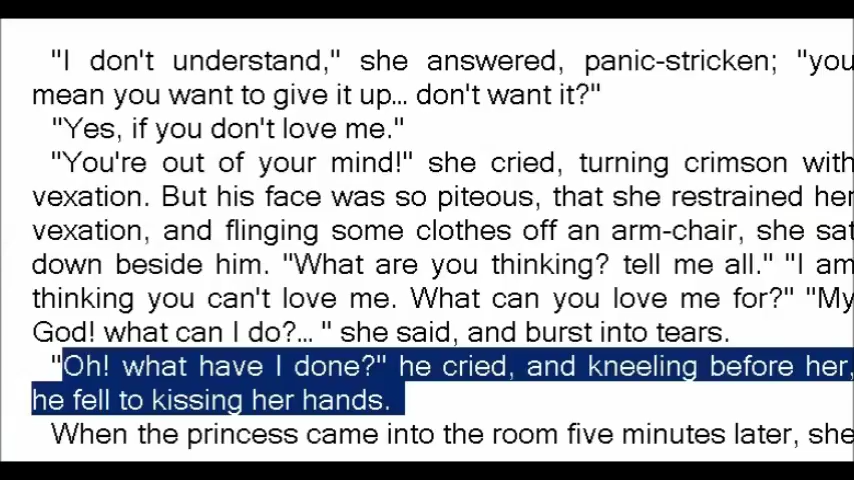 "I don't understand," she answered, panic-stricken; "you
mean you want to give it up... don't want it?"
"Yes, if you don't love me."
"You're out of your mind!" she cried, turning crimson with
vexation. But his face was so piteous, that she restrained her
vexation, and flinging some clothes off an arm-chair, she sat
down beside him. "What are you thinking? tell me all." "I am
thinking you can't love me. What can you love me for?" "My
God! what can I do?... " she said, and burst into tears.
"Oh! what have I done?" he cried, and kneeling before her,
he fell to kissing her hands.
When the princess came into the room five minutes later, she